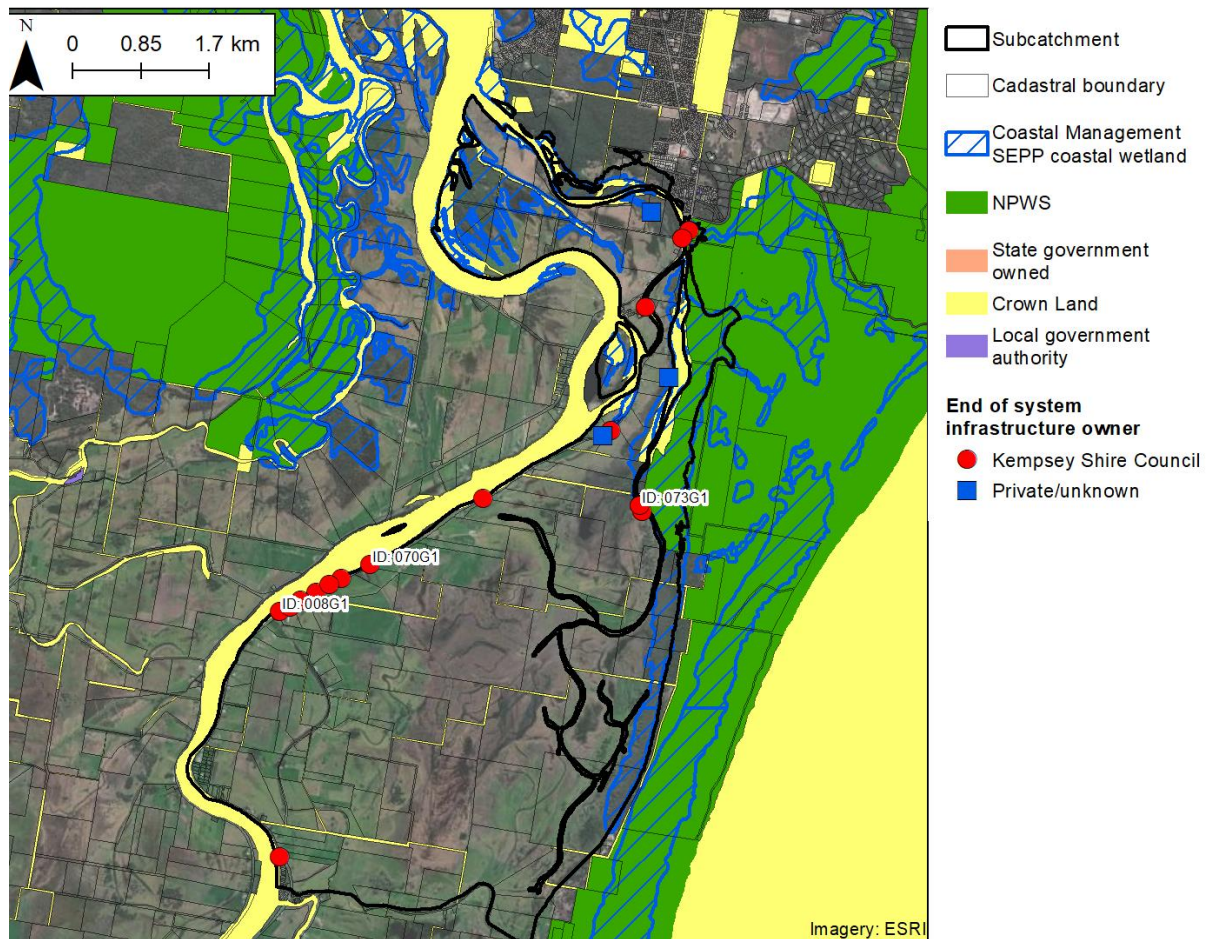 N
0 0.85 1.7 km
ID: 073G1
ID: 070G1
ID: 008G1
Imagery: ESRI
Subcatchment
Cadastral boundary
Coastal Management
SEPP coastal wetland
NPWS
State government
owned
Crown Land
Local government
authority
End of system
infrastructure owner
Kempsey Shire Council
Private/unknown